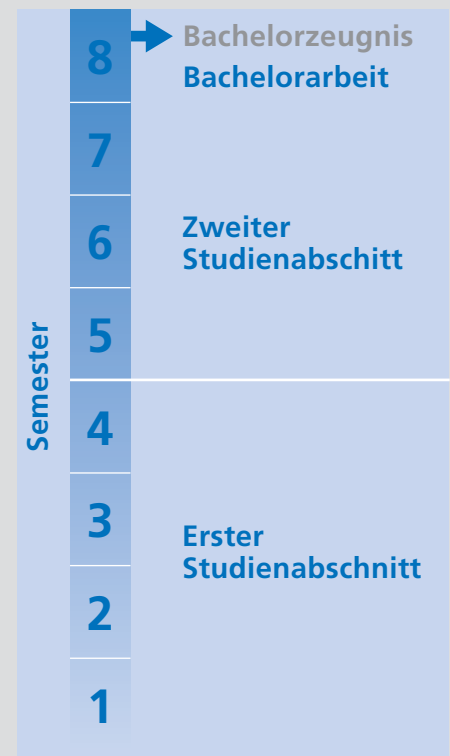 8
Bachelorzeugnis
Bachelorarbeit
7
6
Zweiter
Studienabschitt
5
Semester
4
3
Erster
Studienabschnitt
2
1